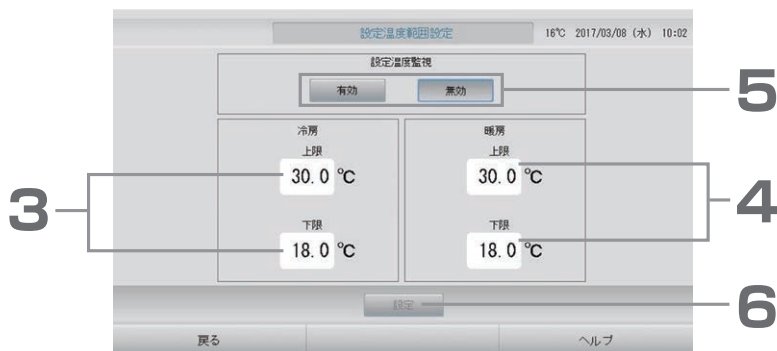 設定温度範囲設定 16℃ 2017/03/08 (水) 10:02
設定温度監視
有効 無効
5
冷房 暖房
上限 上限
30.0 ℃ 30.0 ℃
3 4
下限 下限
18.0 ℃ 18.0 ℃
設定
6
戻る ヘルプ